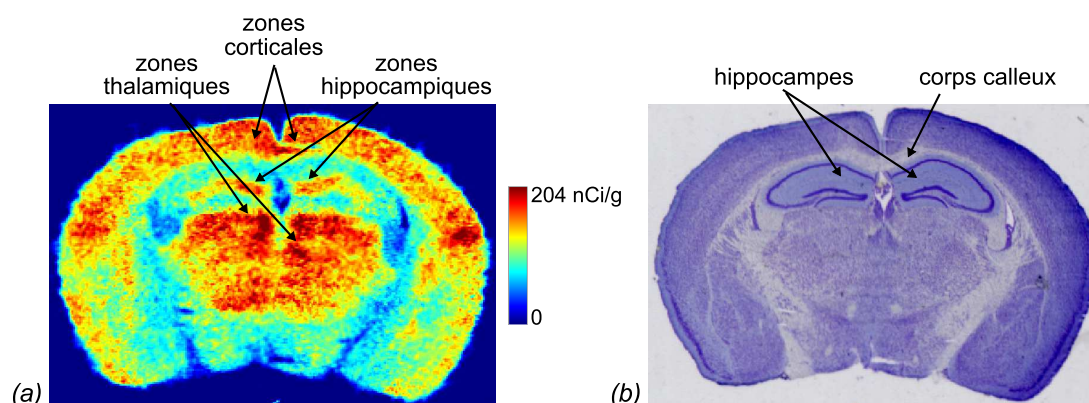 zones
corticales
zones
thalamiques
zones
hippocampiques
204 nCi/g
0
(a)
hippocampes
corps calleux
(b)